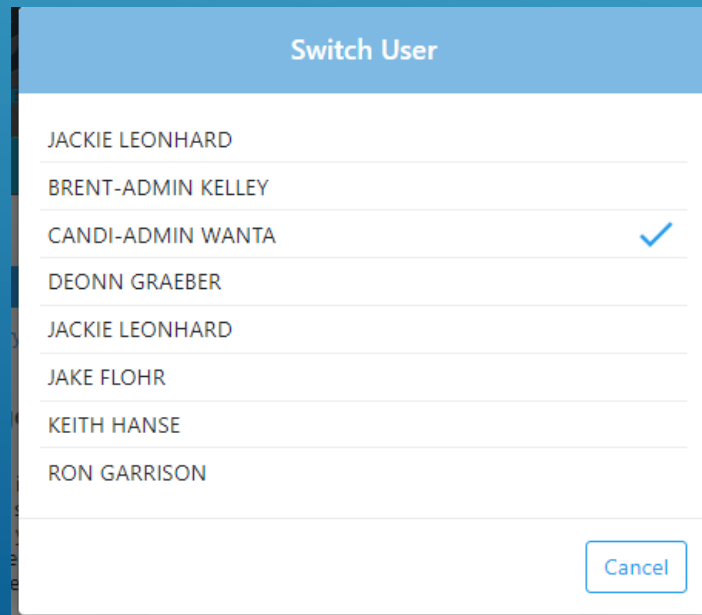 Switch User
JACKIE LEONHARD
BRENT-ADMIN KELLEY
CANDI-ADMIN WANTA
DEONN GRAEBER
JACKIE LEONHARD
JAKE FLOHR
KEITH HANSE
RON GARRISON
Cancel